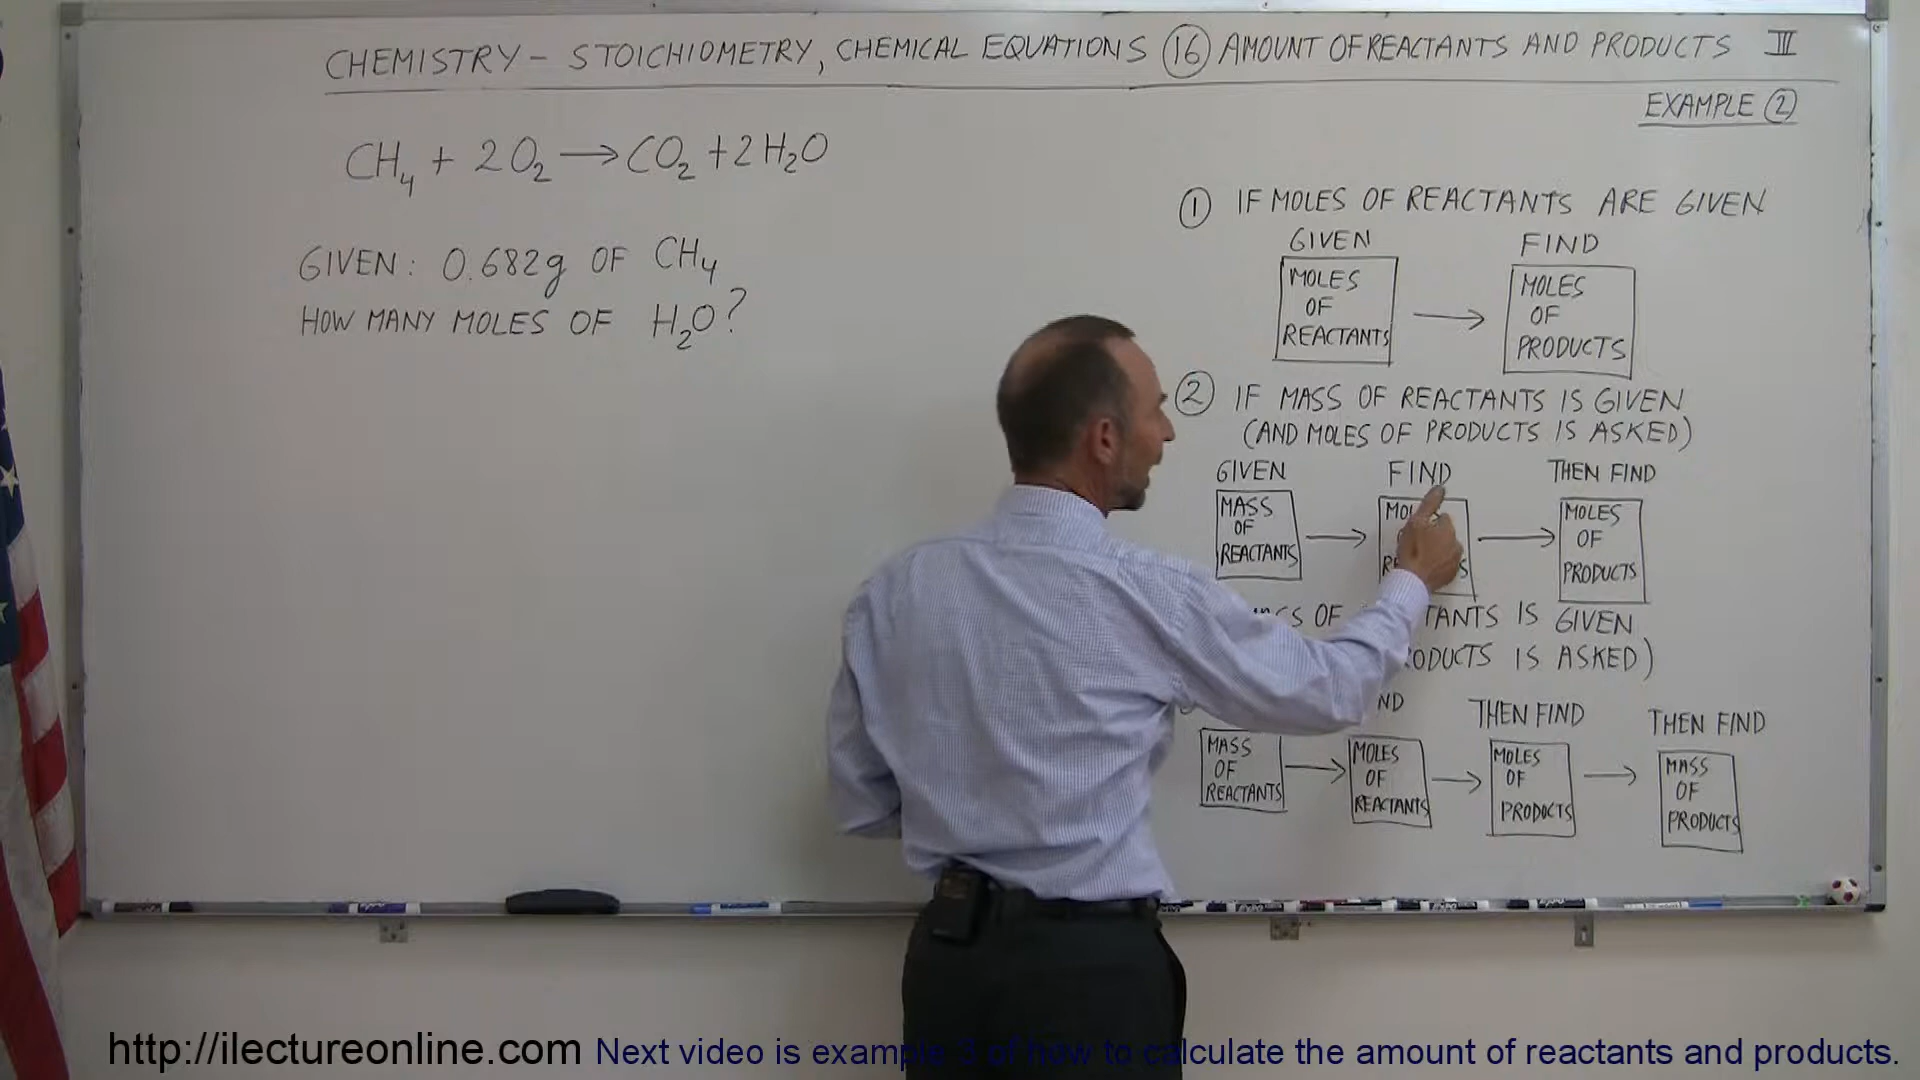 CHEMISTRY - STOICHIOMETRY, CHEMICAL EQUATIONS (16) AMOUNT OF REACTANTS AND PRODUCTS III
EXAMPLE (2)
CH₄ + 2O₂ → CO₂ + 2H₂O
GIVEN: 0.682g OF CH₄
HOW MANY MOLES OF H₂O?
(1) IF MOLES OF REACTANTS ARE GIVEN
GIVEN FIND
MOLES OF REACTANTS → MOLES OF PRODUCTS
(2) IF MASS OF REACTANTS IS GIVEN
(AND MOLES OF PRODUCTS IS ASKED)
GIVEN FIND THEN FIND
MASS OF REACTANTS → → MOLES OF PRODUCTS
OF IS GIVEN
IS ASKED)
THEN FIND THEN FIND
MASS OF REACTANTS → MOLES OF REACTANTS → MOLES OF PRODUCTS → MASS OF PRODUCTS
http://ilectureonline.com Next video is example 3 of how to calculate the amount of reactants and products.